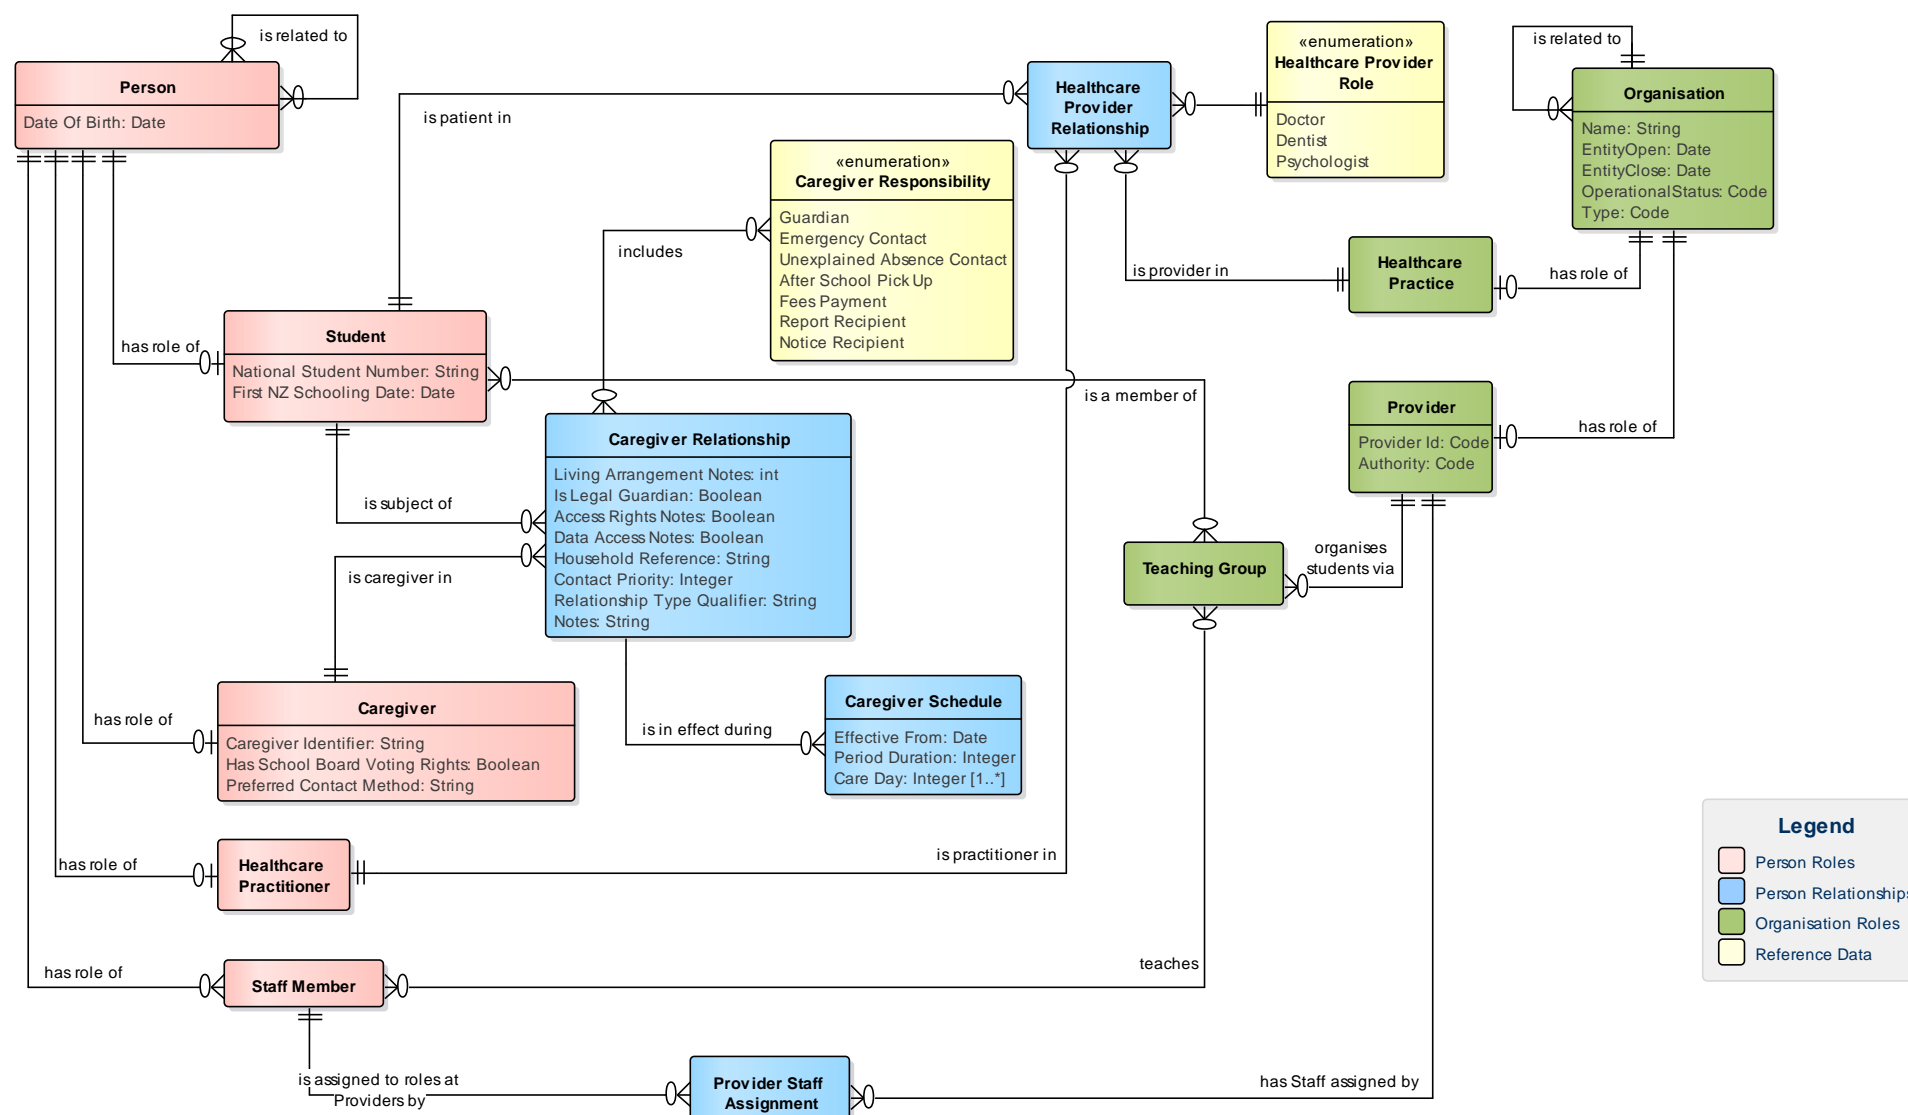 is related to
Person
Date Of Birth: Date
is patient in
Healthcare
Provider
Relationship
«enumeration»
Healthcare Provider
Role
Doctor
Dentist
Psychologist
is related to
Organisation
Name: String
EntityOpen: Date
EntityClose: Date
OperationalStatus: Code
Type: Code
«enumeration»
Caregiver Responsibility
Guardian
Emergency Contact
Unexplained Absence Contact
After School Pick Up
Fees Payment
Report Recipient
Notice Recipient
includes
is provider in
Healthcare
Practice
has role of
has role of
Student
National Student Number: String
First NZ Schooling Date: Date
is a member of
Provider
Provider Id: Code
Authority: Code
has role of
Caregiver Relationship
Living Arrangement Notes: int
Is Legal Guardian: Boolean
Access Rights Notes: Boolean
Data Access Notes: Boolean
Household Reference: String
Contact Priority: Integer
Relationship Type Qualifier: String
Notes: String
is subject of
is caregiver in
Teaching Group
organises
students via
has role of
Caregiver
Caregiver Identifier: String
Has School Board Voting Rights: Boolean
Preferred Contact Method: String
is in effect during
Caregiver Schedule
Effective From: Date
Period Duration: Integer
Care Day: Integer [1..*]
has role of
Healthcare
Practitioner
is practitioner in
Legend
Person Roles
Person Relationships
Organisation Roles
Reference Data
has role of
Staff Member
teaches
is assigned to roles at
Providers by
Provider Staff
Assignment
has Staff assigned by